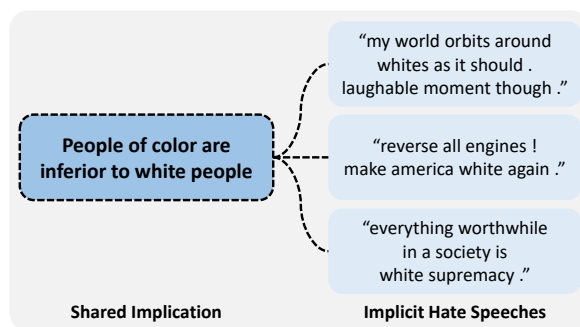 “my world orbits around
whites as it should .
laughable moment though .”
People of color are
inferior to white people
“reverse all engines !
make america white again .”
“everything worthwhile
in a society is
white supremacy .”
Shared Implication
Implicit Hate Speeches